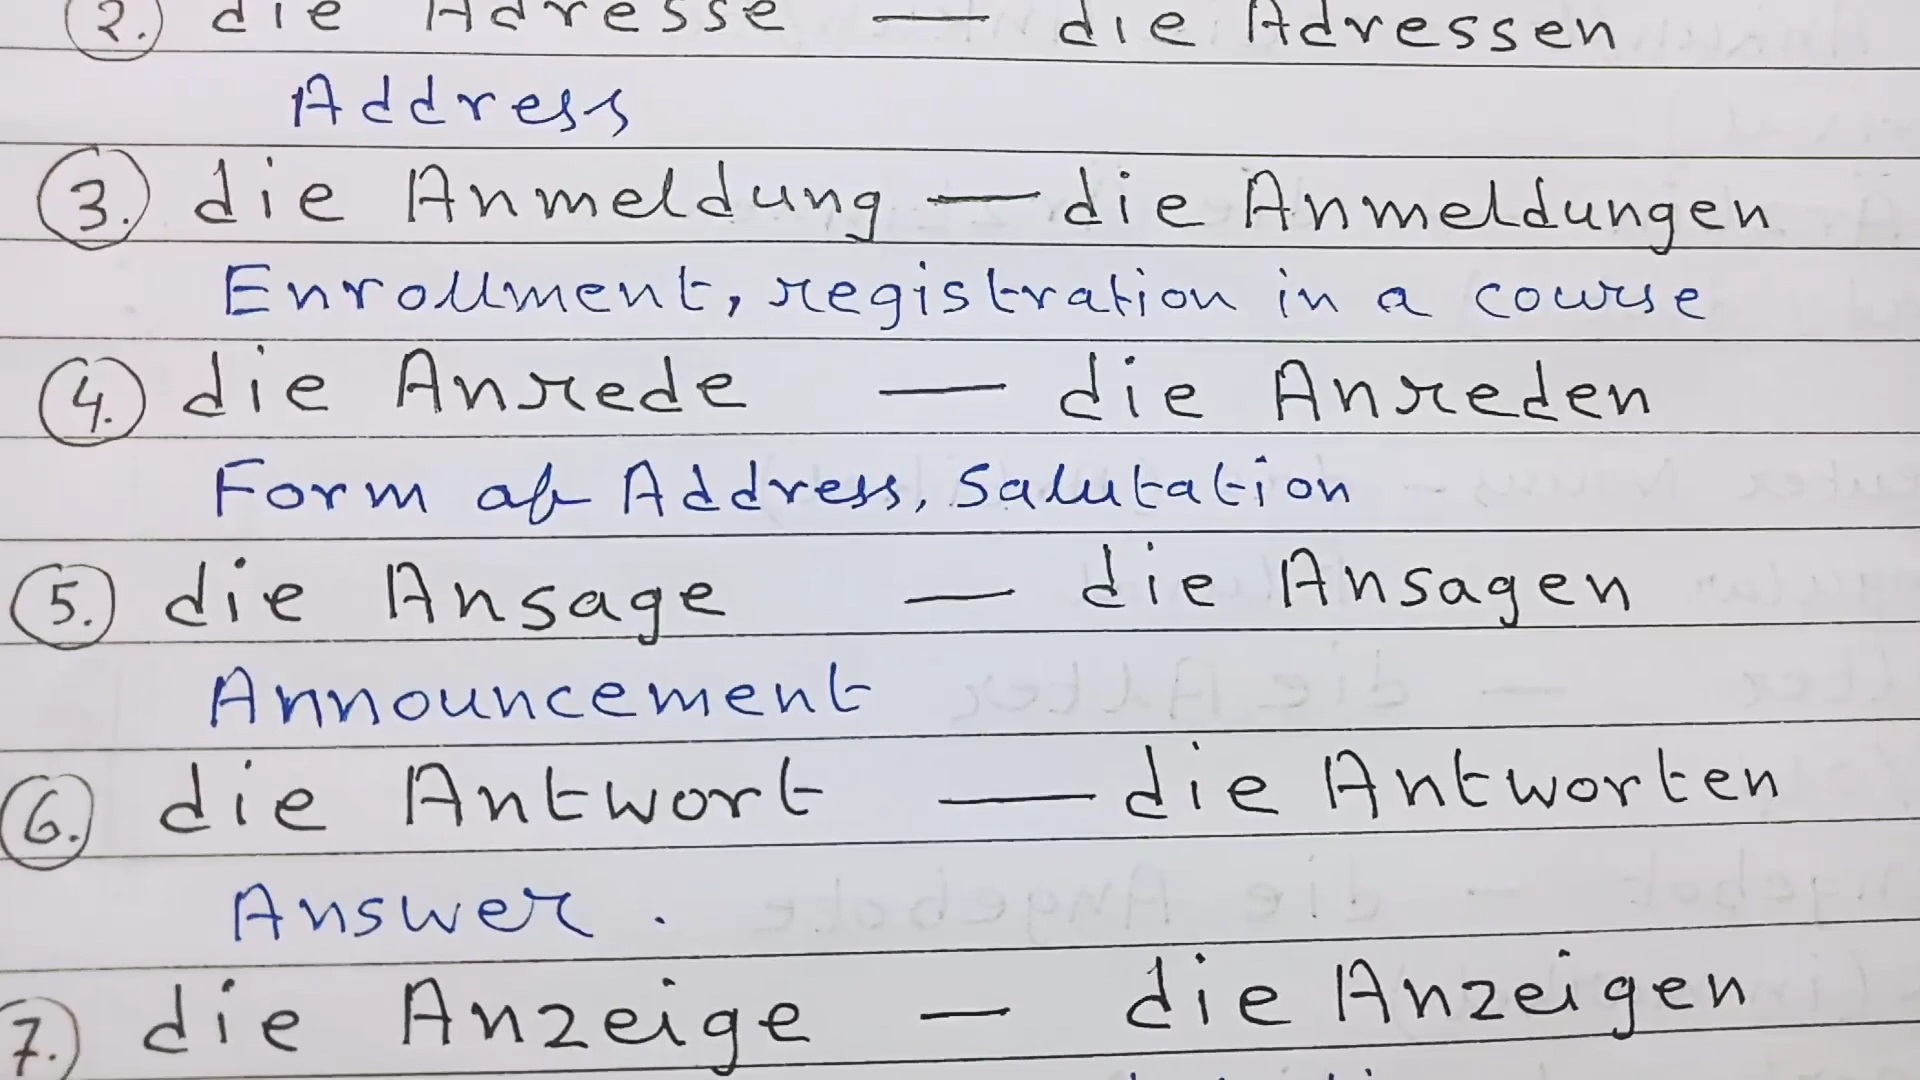 2. die Adresse — die Adressen
Address
3. die Anmeldung — die Anmeldungen
Enrollment, registration in a course
4. die Anrede — die Anreden
Form of Address, Salutation
5. die Ansage — die Ansagen
Announcement
6. die Antwort — die Antworten
Answer.
7. die Anzeige — die Anzeigen